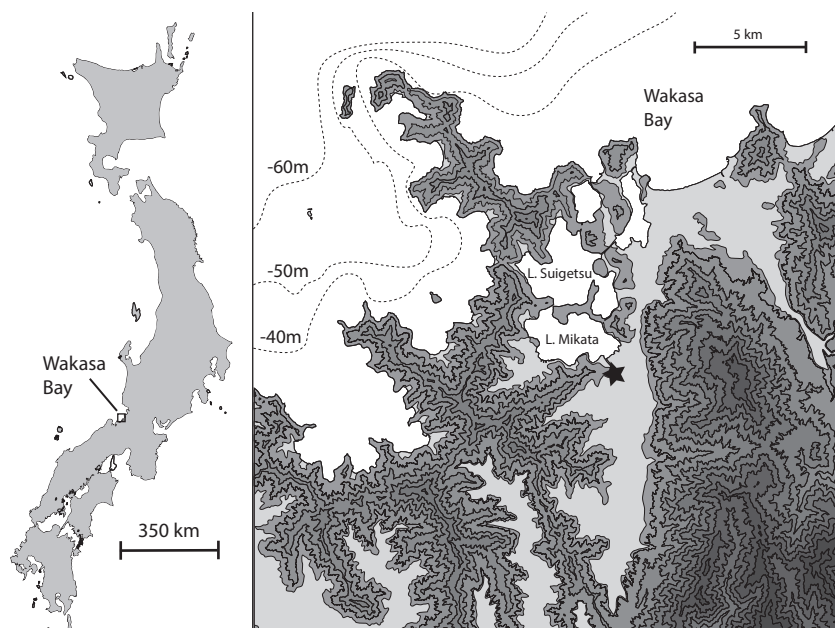 5 km
Wakasa
Bay
-60m
L. Suigetsu
-50m
-40m
L. Mikata
Wakasa
Bay
350 km